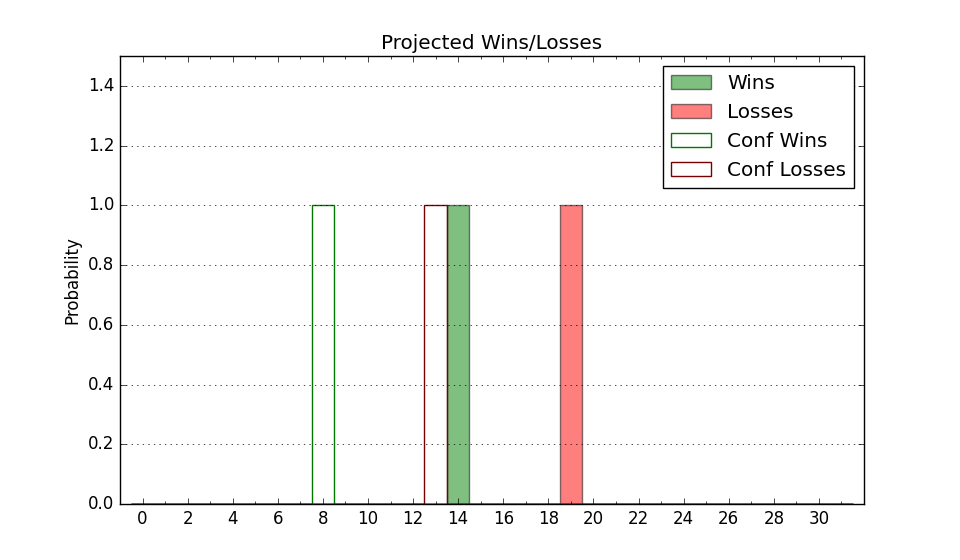 Projected Wins/Losses
Wins
Losses
Conf Wins
Conf Losses
Probability
1.4
1.2
1.0
0.8
0.6
0.4
0.2
0.0
0 2 4 6 8 10 12 14 16 18 20 22 24 26 28 30